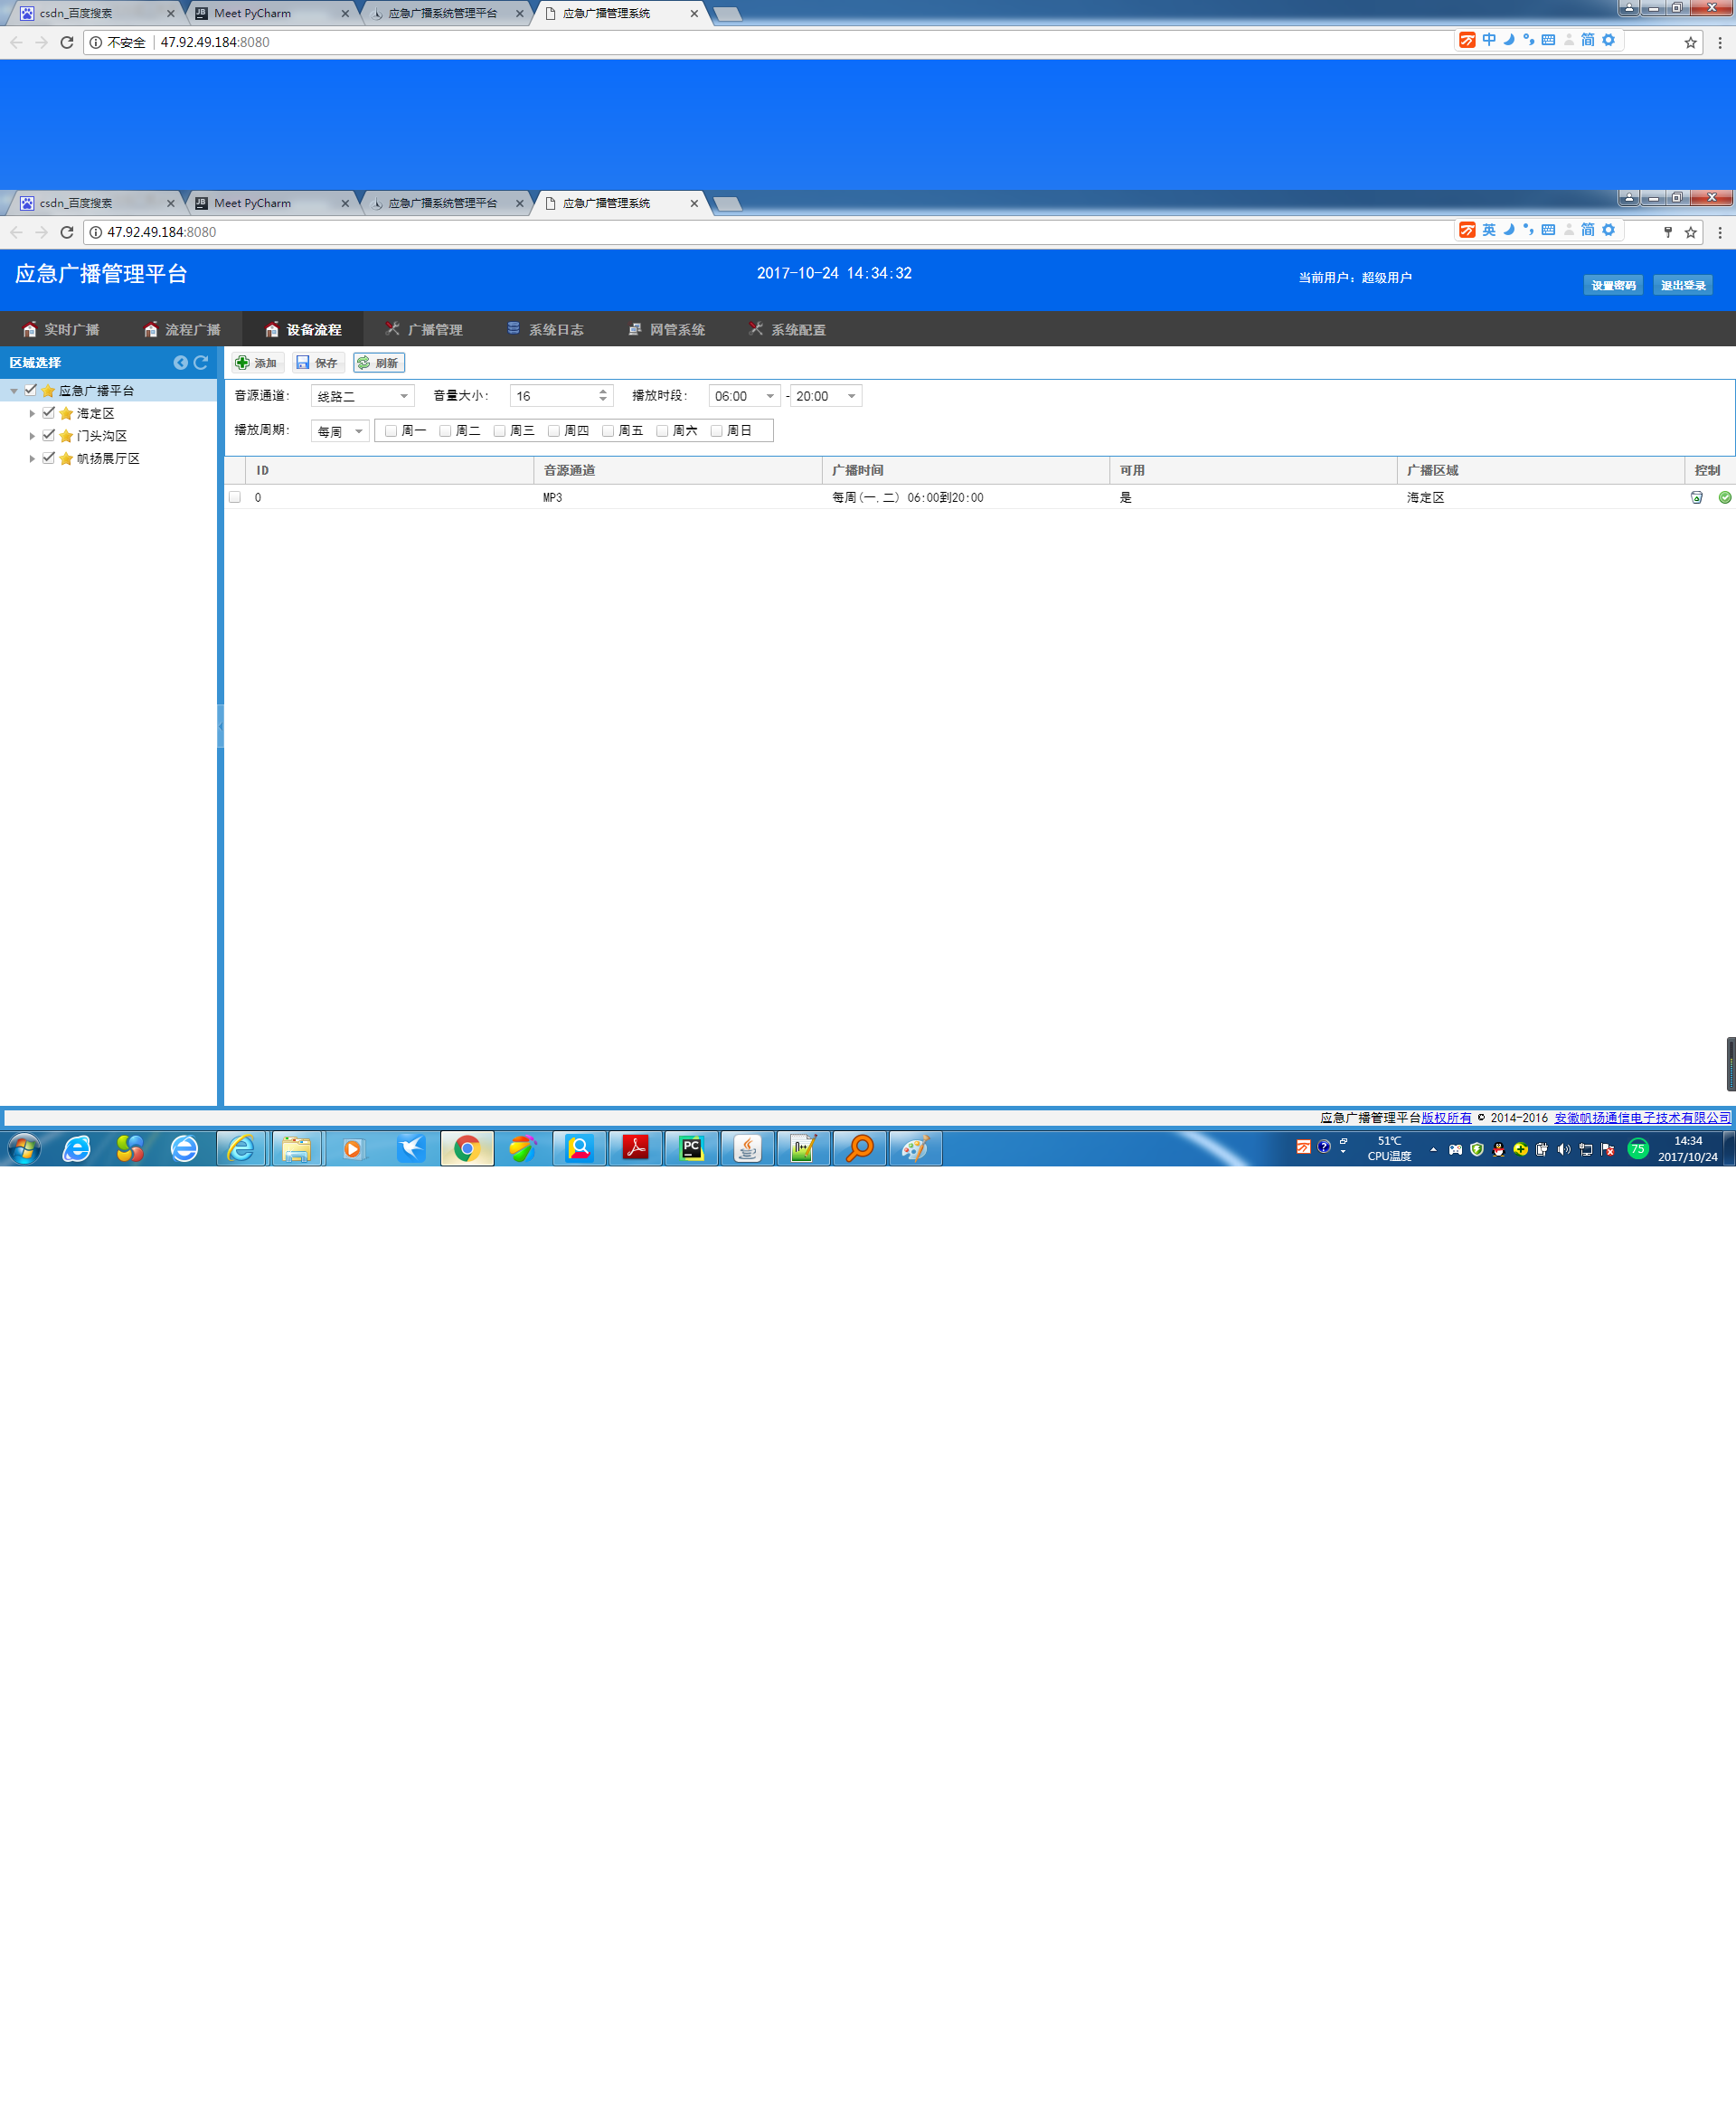 csdn_百度搜索 Meet PyCharm 应急广播系统管理平台 应急广播管理系统
不安全 47.92.49.184:8080 中 简
csdn_百度搜索 Meet PyCharm 应急广播系统管理平台 应急广播管理系统
47.92.49.184:8080 英 简
应急广播管理平台 2017-10-24 14:34:32 当前用户：超级用户 设置密码 退出登录
实时广播 流程广播 设备流程 广播管理 系统日志 网管系统 系统配置
区域选择 添加 保存 刷新
应急广播平台
海定区
门头沟区
帆扬展厅区
音源通道： 线路二 音量大小： 16 播放时段： 06:00 - 20:00
播放周期： 每周 周一 周二 周三 周四 周五 周六 周日
ID 音源通道 广播时间 可用 广播区域 控制
0 MP3 每周(一,二) 06:00到20:00 是 海定区
应急广播管理平台版权所有 © 2014-2016 安徽帆扬通信电子技术有限公司
51℃ 14:34
CPU温度 75 2017/10/24